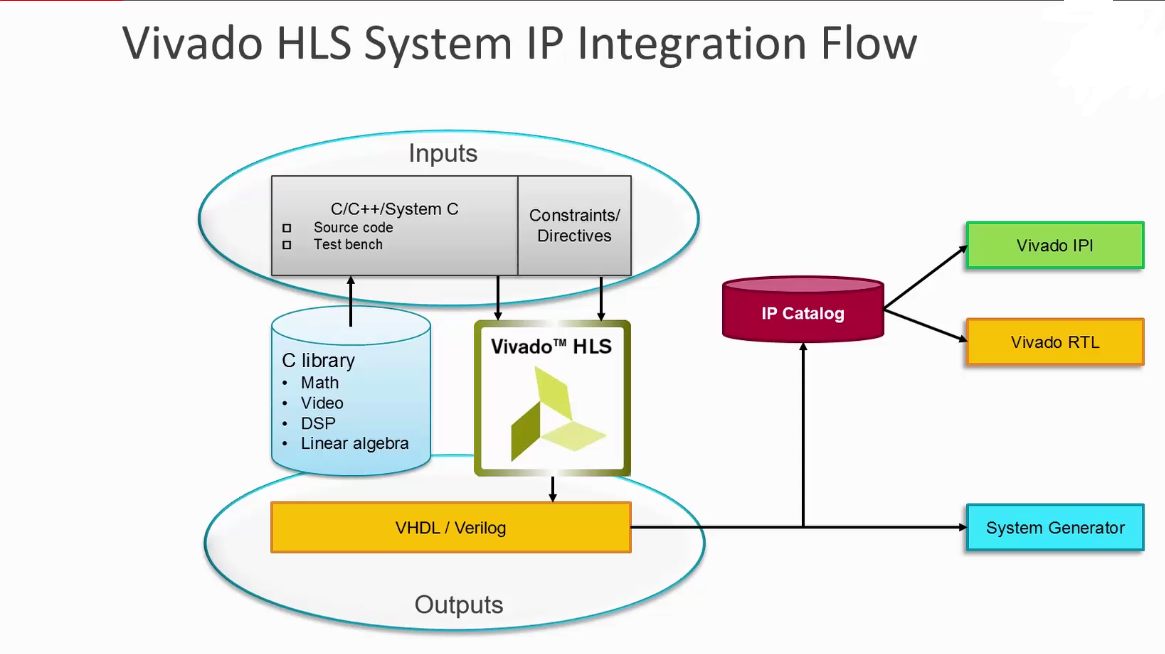 Vivado HLS System IP Integration Flow
Inputs
C/C++/System C
Source code
Test bench
Constraints/
Directives
C library
• Math
• Video
• DSP
• Linear algebra
Vivado™ HLS
VHDL / Verilog
Outputs
IP Catalog
Vivado IPI
Vivado RTL
System Generator